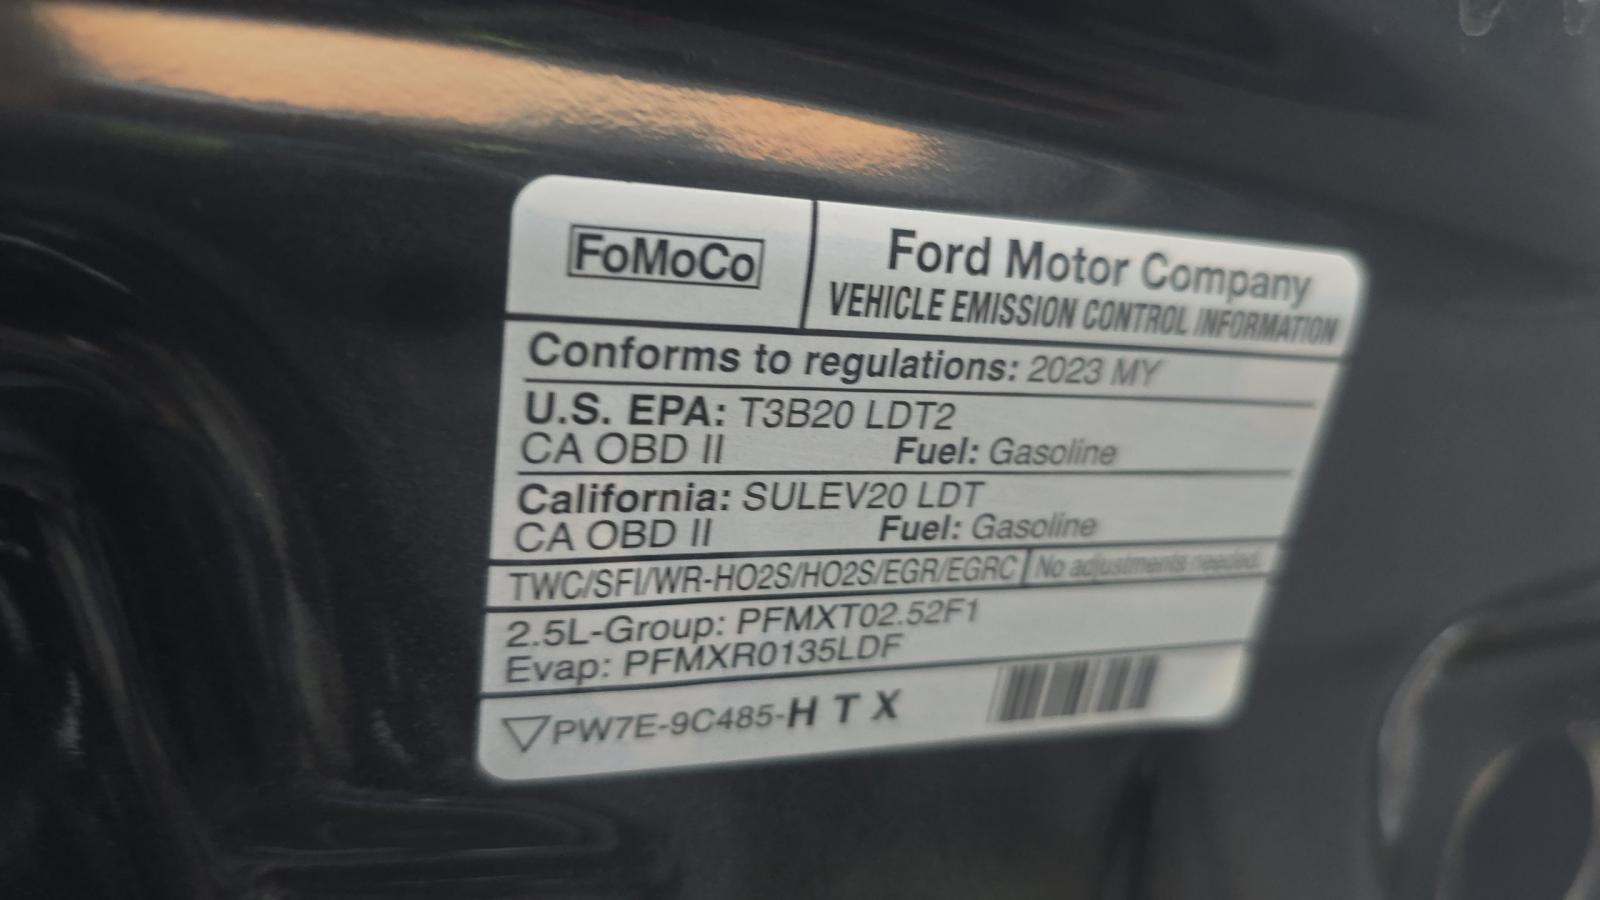 FoMoCo
Ford Motor Company
VEHICLE EMISSION CONTROL INFORMATION
Conforms to regulations: 2023 MY
U.S. EPA: T3B20 LDT2
CA OBD II Fuel: Gasoline
California: SULEV20 LDT
CA OBD II Fuel: Gasoline
TWC/SFI/WR-HO2S/HO2S/EGR/EGRC No adjustments needed.
2.5L-Group: PFMXT02.52F1
Evap: PFMXR0135LDF
PW7E-9C485-HTX